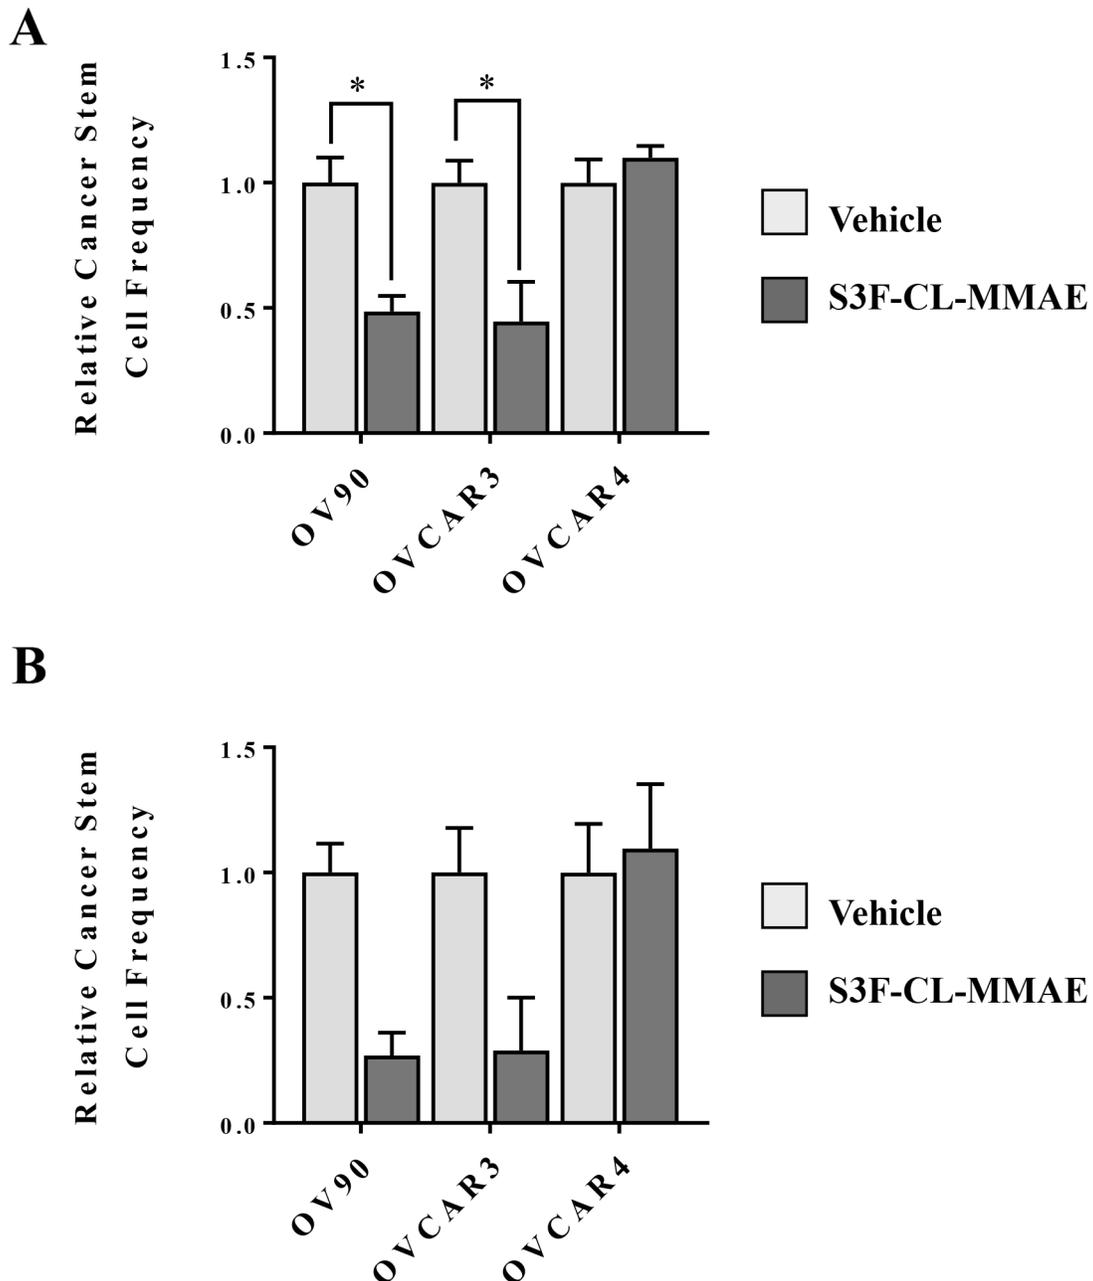 A
Relative Cancer Stem
Cell Frequency
1.5
1.0
0.5
0.0
*
*
OV90
OVCAR3
OVCAR4
Vehicle
S3F-CL-MMAE
B
Relative Cancer Stem
Cell Frequency
1.5
1.0
0.5
0.0
OV90
OVCAR3
OVCAR4
Vehicle
S3F-CL-MMAE